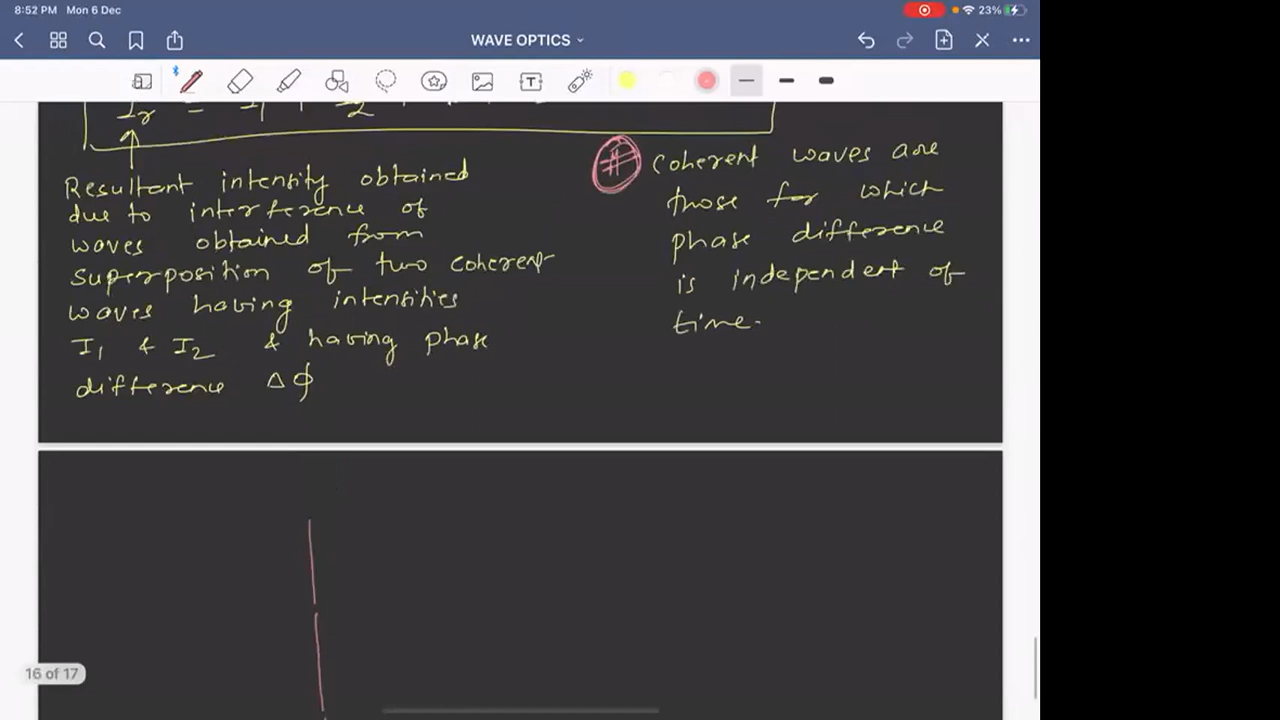 8:52 PM Mon 6 Dec
23%
WAVE OPTICS
T
Resultant intensity obtained
due to interference of
waves obtained from
superposition of two coherent
waves having intensities
I₁ & I₂ & having phase
difference Δϕ
# Coherent waves are
those for which
phase difference
is independent of
time.
16 of 17